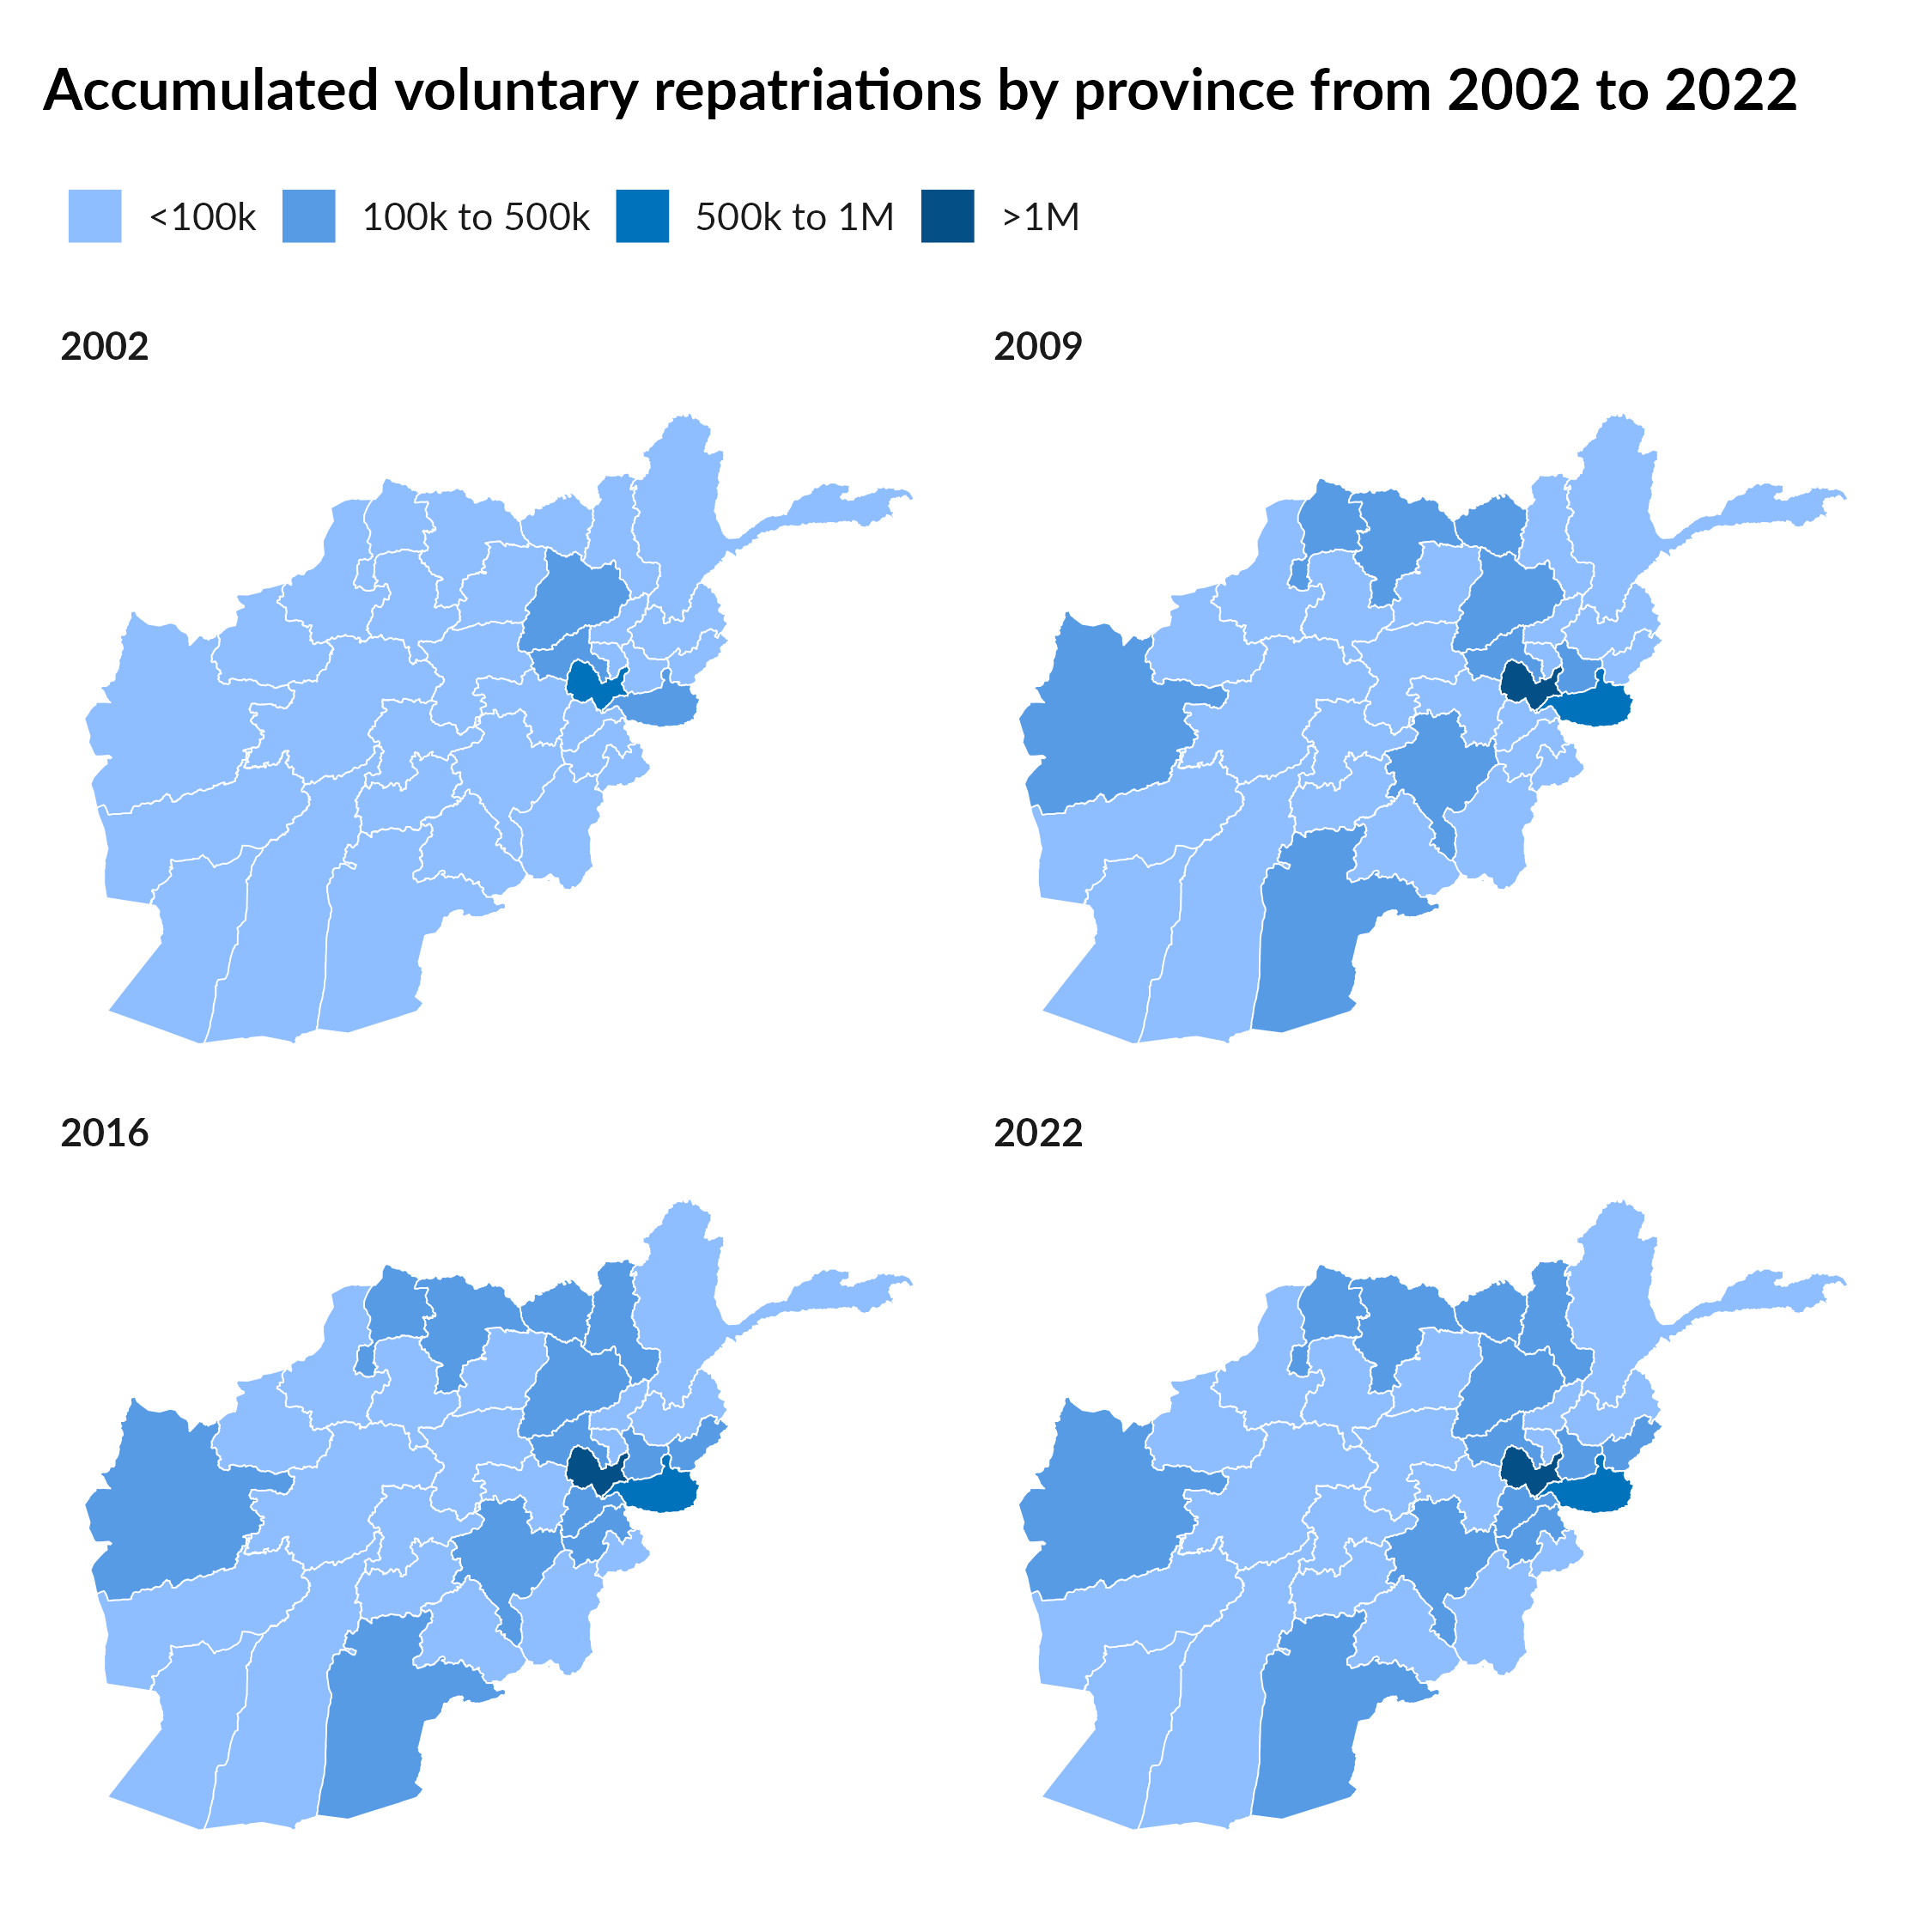 Accumulated voluntary repatriations by province from 2002 to 2022
<100k 100k to 500k 500k to 1M >1M
2002 2009
2016 2022